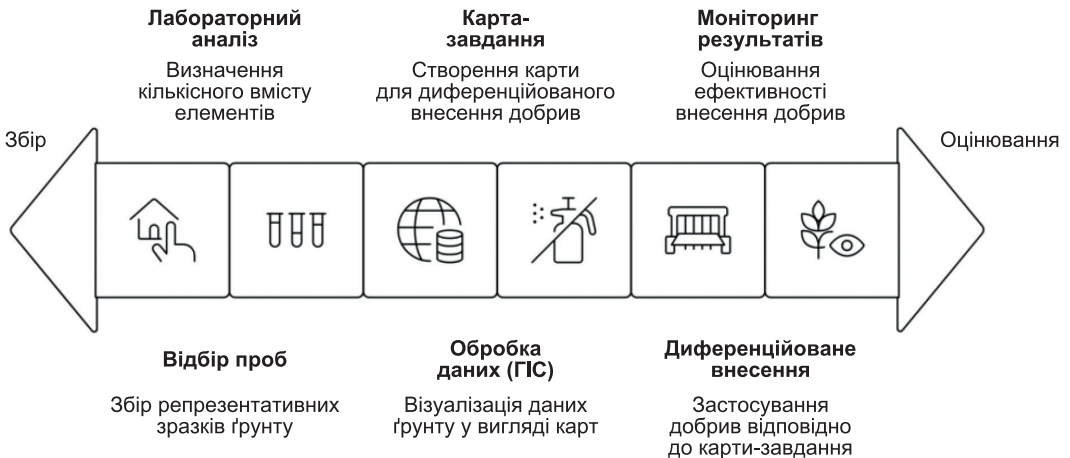 Лабораторний
аналіз
Визначення
кількісного вмісту
елементів
Карта-
завдання
Створення карти
для диференційованого
внесення добрив
Моніторинг
результатів
Оцінювання
ефективності
внесення добрив
Збір
Оцінювання
Відбір проб
Збір репрезентативних
зразків ґрунту
Обробка
даних (ГІС)
Візуалізація даних
ґрунту у вигляді карт
Диференційоване
внесення
Застосування
добрив відповідно
до карти-завдання